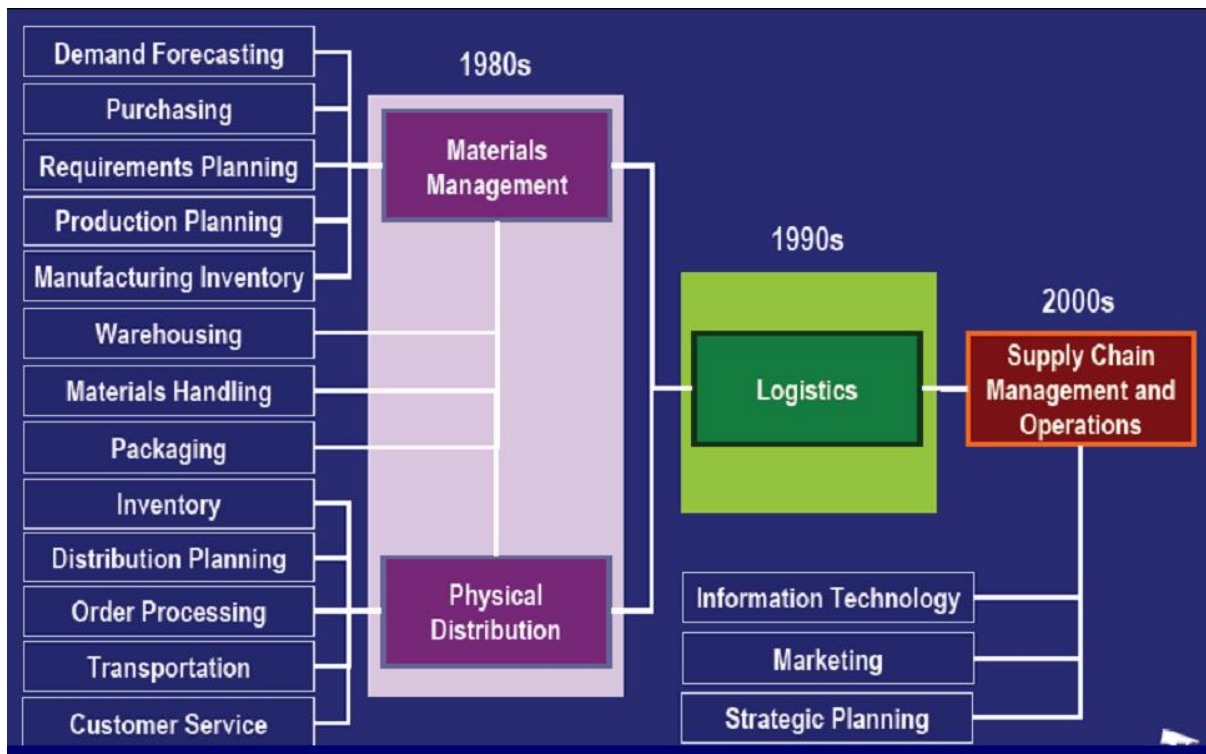 Demand Forecasting
Purchasing
Requirements Planning
Production Planning
Manufacturing Inventory
Warehousing
Materials Handling
Packaging
Inventory
Distribution Planning
Order Processing
Transportation
Customer Service
1980s
Materials
Management
Physical
Distribution
1990s
Logistics
2000s
Supply Chain
Management and
Operations
Information Technology
Marketing
Strategic Planning